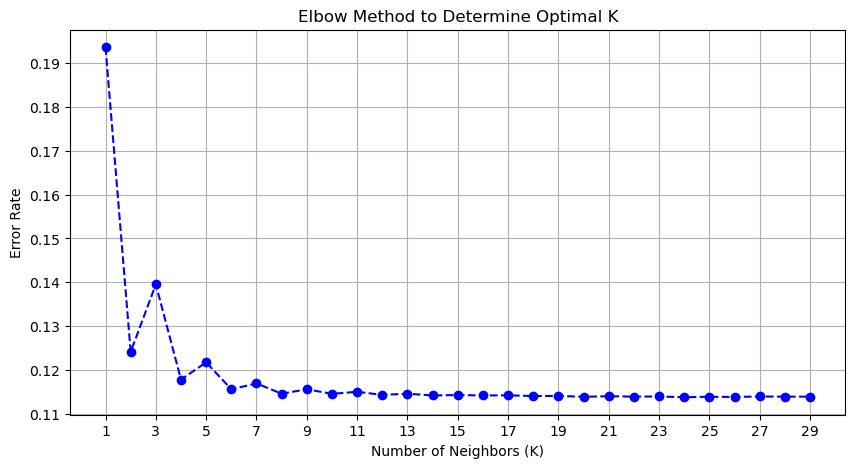 Elbow Method to Determine Optimal K
Error Rate
0.19
0.18
0.17
0.16
0.15
0.14
0.13
0.12
0.11
1 3 5 7 9 11 13 15 17 19 21 23 25 27 29
Number of Neighbors (K)